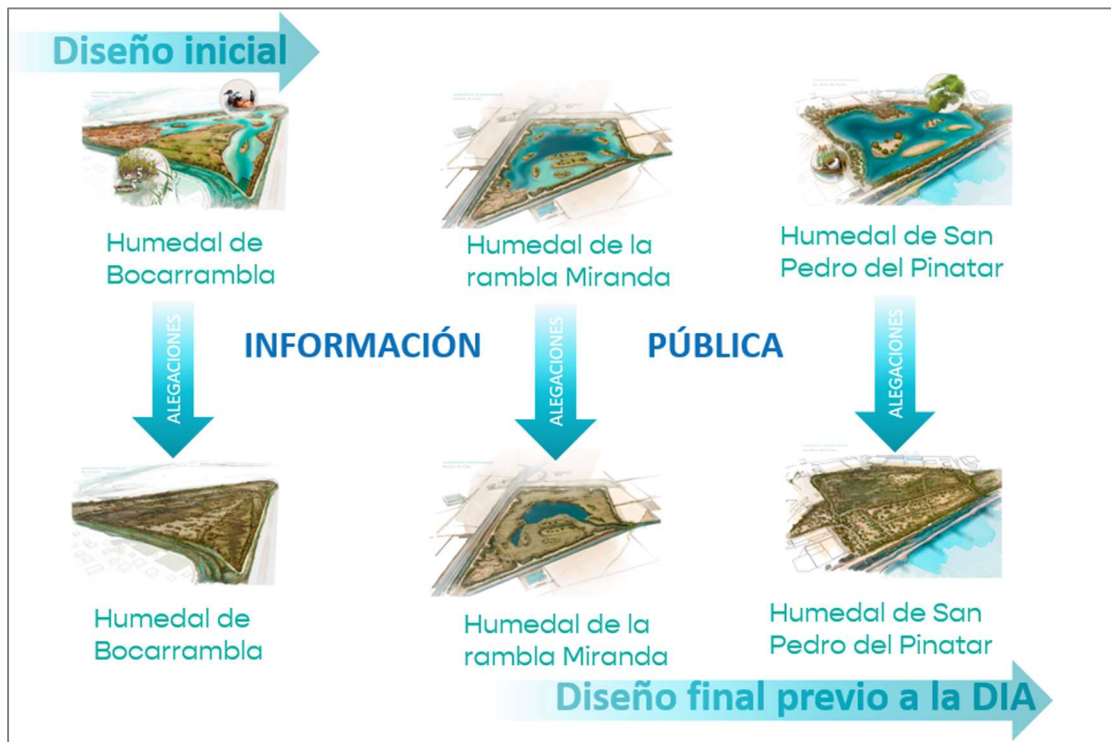 Diseño inicial
Humedal de
Bocarrambla
Humedal de la
rambla Miranda
Humedal de San
Pedro del Pinatar
ALEGACIONES
INFORMACIÓN
ALEGACIONES
PÚBLICA
ALEGACIONES
Humedal de
Bocarrambla
Humedal de la
rambla Miranda
Humedal de San
Pedro del Pinatar
Diseño final previo a la DIA